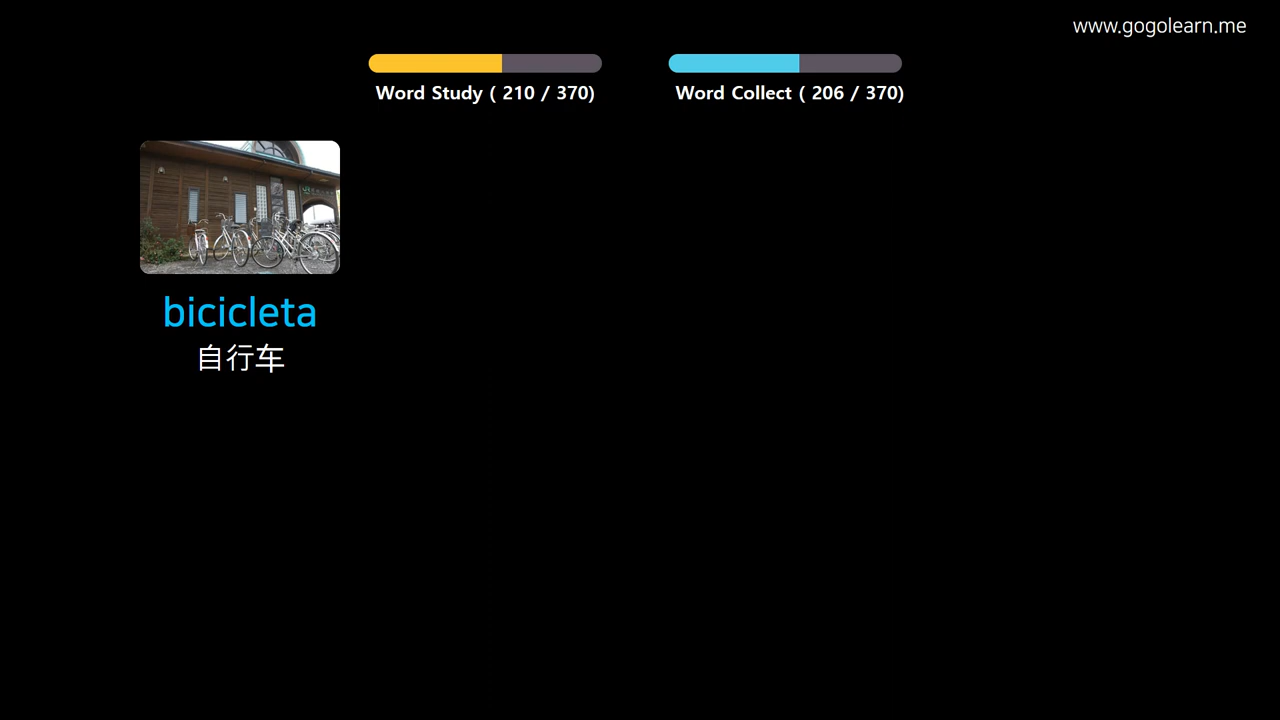 www.gogolearn.me
Word Study ( 210 / 370)
Word Collect ( 206 / 370)
bicicleta
自行车